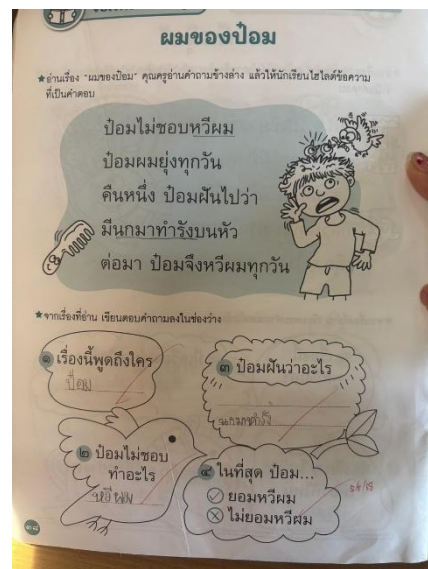 ผมของป๋อม
อ่านเรื่อง "ผมของป๋อม" คุณครูอ่านคำถามข้างล่าง แล้วให้นักเรียนไฮไลต์ข้อความ
ที่เป็นคำตอบ
ป๋อมไม่ชอบหวีผม
ป๋อมผมยุ่งทุกวัน
คืนหนึ่ง ป๋อมฝันไปว่า
มีนกมาทำรังบนหัว
ต่อมา ป๋อมจึงหวีผมทุกวัน
จากเรื่องที่อ่าน เขียนตอบคำถามลงในช่องว่าง
๑ เรื่องนี้พูดถึงใคร
ป๋อม
๒ ป๋อมไม่ชอบ
ทำอะไร
หวีผม
๓ ป๋อมฝันว่าอะไร
นกมาทำรัง
๔ ในที่สุด ป๋อม...
ยอมหวีผม
ไม่ยอมหวีผม
๓๘